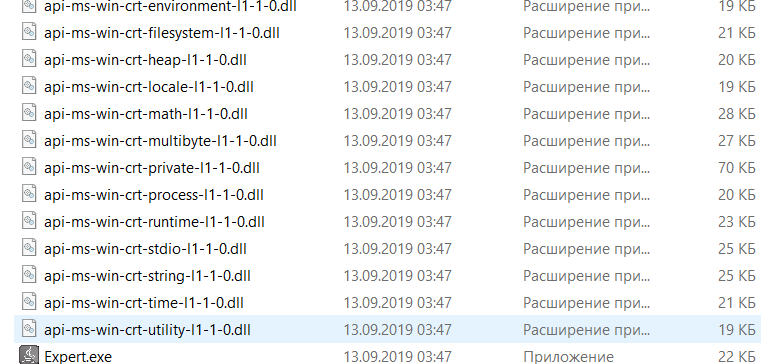 api-ms-win-crt-environment-l1-1-0.dll 13.09.2019 03:47 Расширение при... 19 КБ
api-ms-win-crt-filesystem-l1-1-0.dll 13.09.2019 03:47 Расширение при... 21 КБ
api-ms-win-crt-heap-l1-1-0.dll 13.09.2019 03:47 Расширение при... 20 КБ
api-ms-win-crt-locale-l1-1-0.dll 13.09.2019 03:47 Расширение при... 19 КБ
api-ms-win-crt-math-l1-1-0.dll 13.09.2019 03:47 Расширение при... 28 КБ
api-ms-win-crt-multibyte-l1-1-0.dll 13.09.2019 03:47 Расширение при... 27 КБ
api-ms-win-crt-private-l1-1-0.dll 13.09.2019 03:47 Расширение при... 70 КБ
api-ms-win-crt-process-l1-1-0.dll 13.09.2019 03:47 Расширение при... 20 КБ
api-ms-win-crt-runtime-l1-1-0.dll 13.09.2019 03:47 Расширение при... 23 КБ
api-ms-win-crt-stdio-l1-1-0.dll 13.09.2019 03:47 Расширение при... 25 КБ
api-ms-win-crt-string-l1-1-0.dll 13.09.2019 03:47 Расширение при... 25 КБ
api-ms-win-crt-time-l1-1-0.dll 13.09.2019 03:47 Расширение при... 21 КБ
api-ms-win-crt-utility-l1-1-0.dll 13.09.2019 03:47 Расширение при... 19 КБ
Expert.exe 13.09.2019 03:47 Приложение 22 КБ